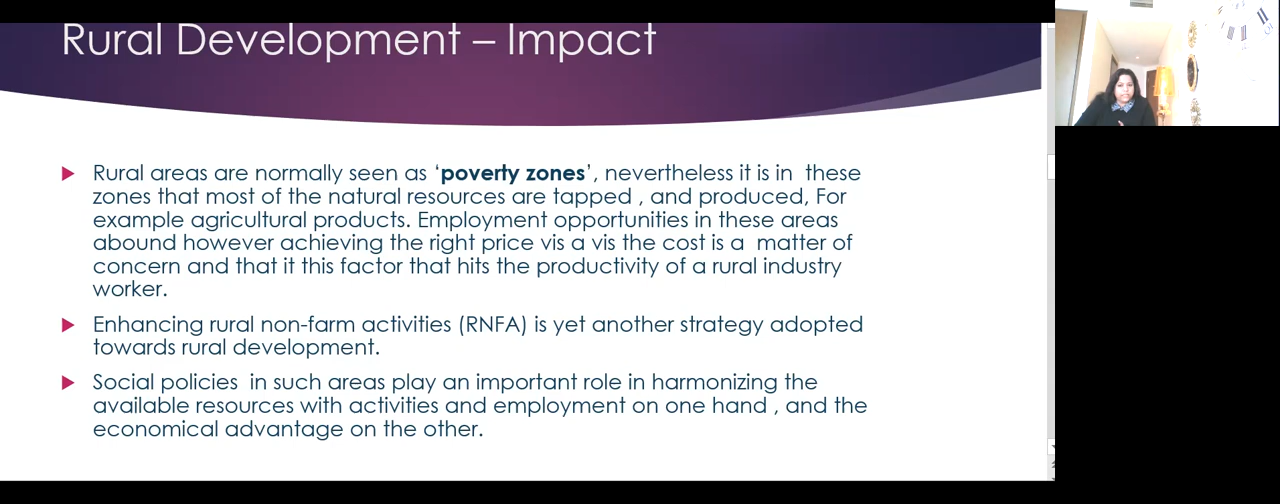 Rural Development – Impact
Rural areas are normally seen as ‘poverty zones’, nevertheless it is in  these
zones that most of the natural resources are tapped , and produced, For
example agricultural products. Employment opportunities in these areas
abound however achieving the right price vis a vis the cost is a  matter of
concern and that it this factor that hits the productivity of a rural industry
worker.
Enhancing rural non-farm activities (RNFA) is yet another strategy adopted
towards rural development.
Social policies  in such areas play an important role in harmonizing the
available resources with activities and employment on one hand , and the
economical advantage on the other.